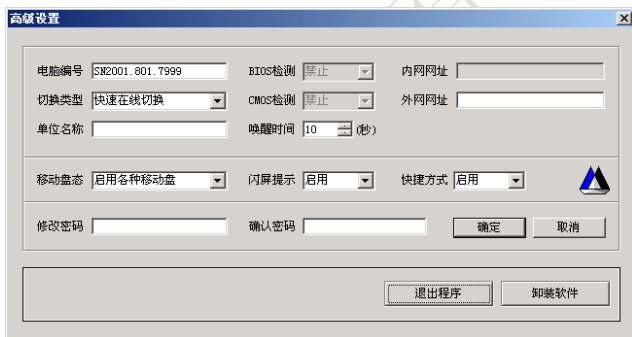 高级设置
电脑编号 SN2001.801.7999 BIOS检测 禁止 内网网址
切换类型 快速在线切换 CMOS检测 禁止 外网网址
单位名称 唤醒时间 10 (秒)
移动盘态 启用各种移动盘 闪屏提示 启用 快捷方式 启用
修改密码 确认密码 确定 取消
退出程序 卸装软件